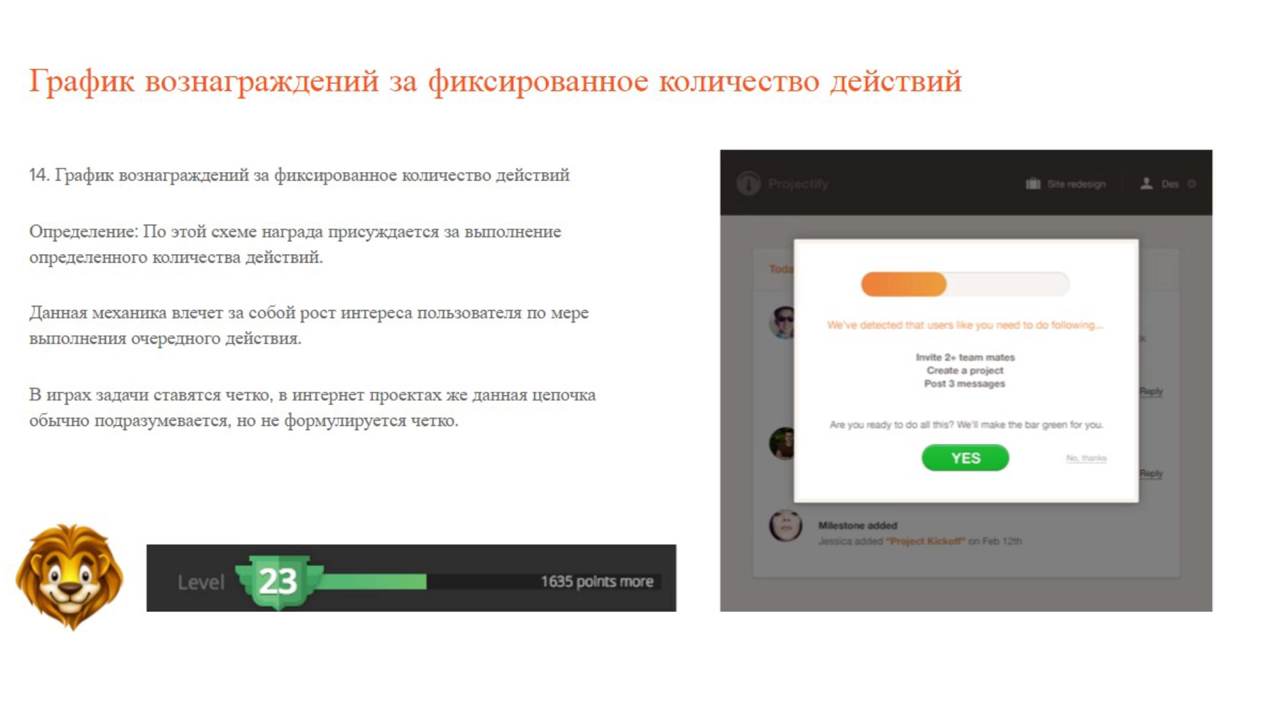 График вознаграждений за фиксированное количество действий
14. График вознаграждений за фиксированное количество действий
Определение: По этой схеме награда присуждается за выполнение
определенного количества действий.
Данная механика влечет за собой рост интереса пользователя по мере
выполнения очередного действия.
В играх задачи ставятся четко, в интернет проектах же данная цепочка
обычно подразумевается, но не формулируется четко.
Level 23 1635 points more
Projectify Site redesign Des
We've detected that users like you need to do following...
Invite 2+ team mates
Create a project
Post 3 messages
Reply
Are you ready to do all this? We'll make the bar green for you.
YES No, thanks
Reply
Milestone added
Jessica added "Project Kickoff" on Feb 12th